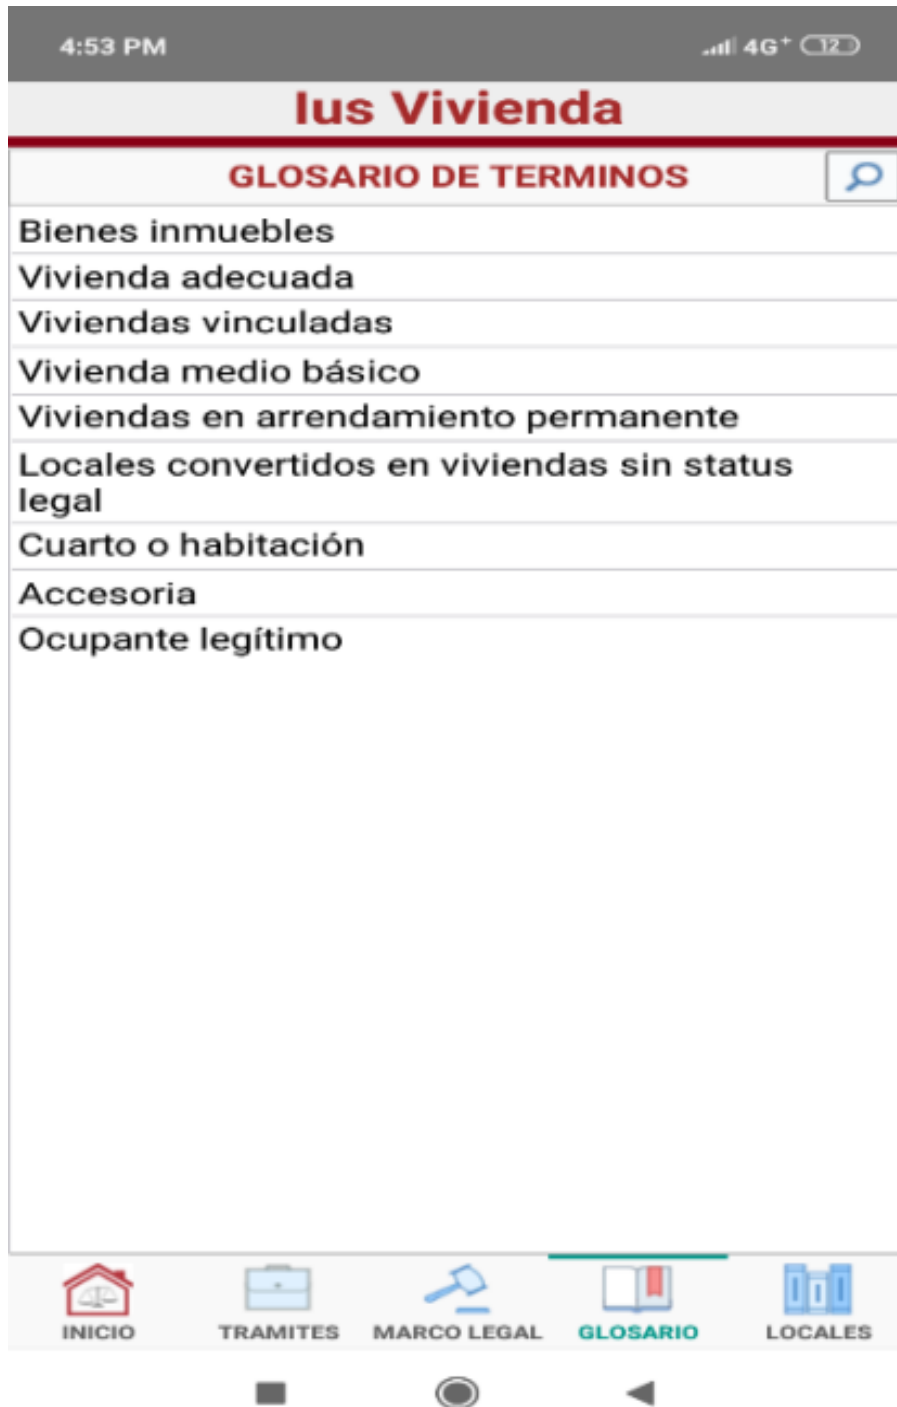 4:53 PM 4G+ 12
Ius Vivienda
GLOSARIO DE TERMINOS
Bienes inmuebles
Vivienda adecuada
Viviendas vinculadas
Vivienda medio básico
Viviendas en arrendamiento permanente
Locales convertidos en viviendas sin status
legal
Cuarto o habitación
Accesoria
Ocupante legítimo
INICIO TRAMITES MARCO LEGAL GLOSARIO LOCALES